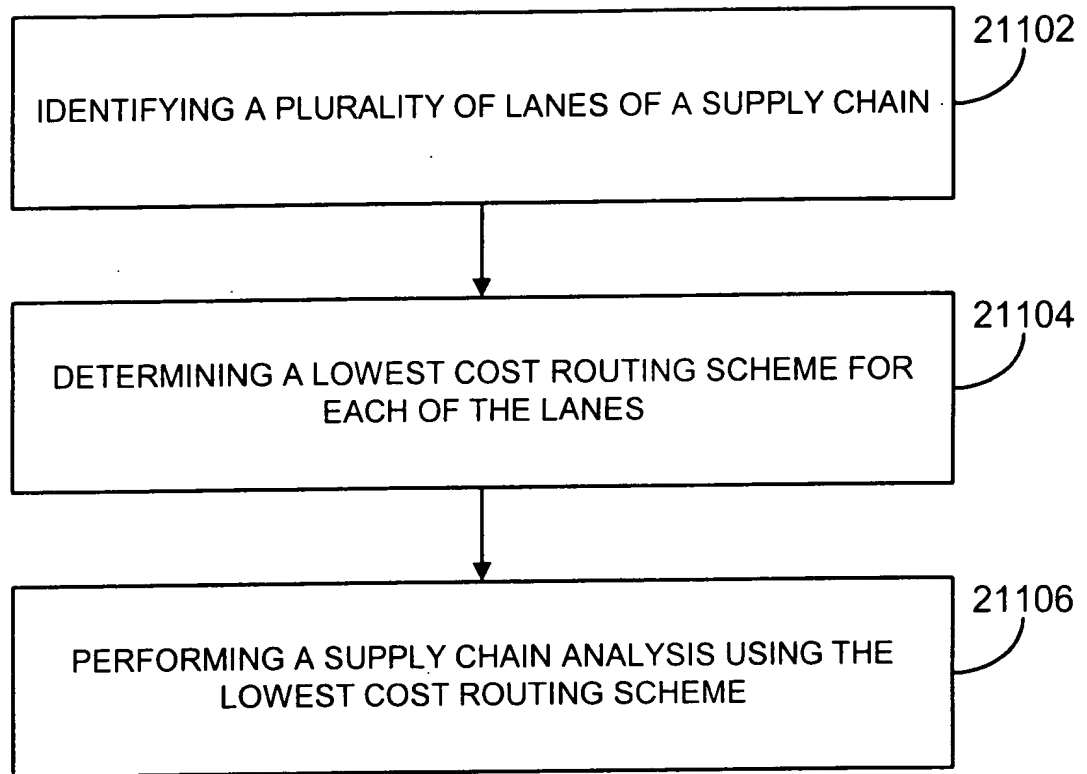 21102
IDENTIFYING A PLURALITY OF LANES OF A SUPPLY CHAIN
21104
DETERMINING A LOWEST COST ROUTING SCHEME FOR
EACH OF THE LANES
21106
PERFORMING A SUPPLY CHAIN ANALYSIS USING THE
LOWEST COST ROUTING SCHEME